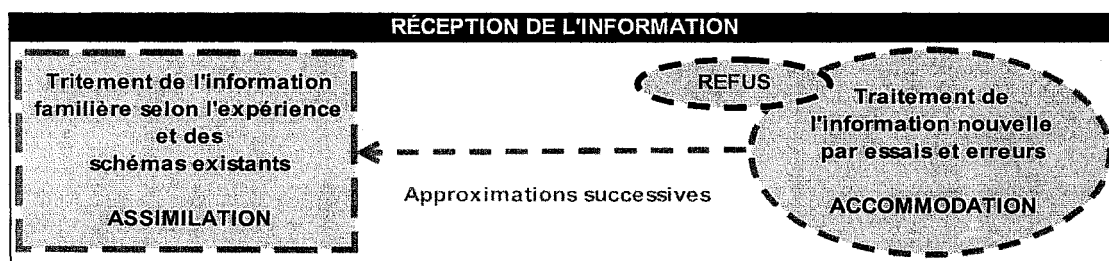 RÉCEPTION DE L'INFORMATION
Tritement de l'information
familière selon l'expérience
et des
schémas existants
ASSIMILATION
REFUS
Traitement de
l'information nouvelle
par essais et erreurs
ACCOMMODATION
Approximations successives